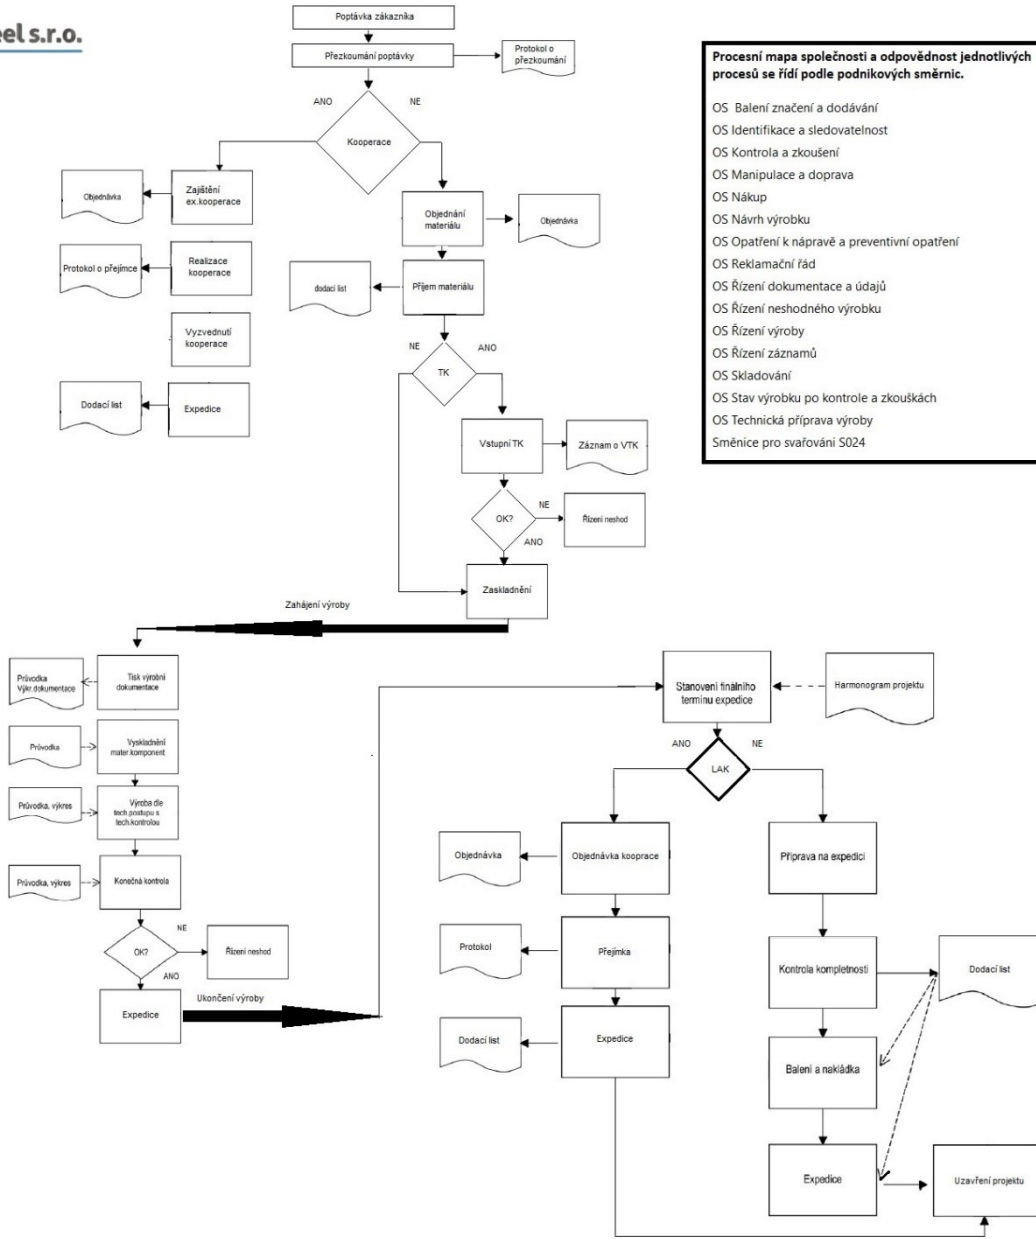 eel s.r.o.
Poptávka zákazníka
Přezkoumání poptávky
Protokol o
přezkoumání
ANO
NE
Kooperace
Zajištění
ex.kooperace
Objednávka
Realizace
kooperace
Protokol o přejímce
Vyzvednutí
kooperace
Expedice
Dodací list
Objednání
materiálu
Objednávka
Příjem materiálu
dodací list
NE
ANO
TK
Vstupní TK
Záznam o VTK
OK?
NE
Řízení neshod
ANO
Zaskladnění
Procesní mapa společnosti a odpovědnost jednotlivých
procesů se řídí podle podnikových směrnic.
OS Balení značení a dodávání
OS Identifikace a sledovatelnost
OS Kontrola a zkoušení
OS Manipulace a doprava
OS Nákup
OS Návrh výrobku
OS Opatření k nápravě a preventivní opatření
OS Reklamační řád
OS Řízení dokumentace a údajů
OS Řízení neshodného výrobku
OS Řízení výroby
OS Řízení záznamů
OS Skladování
OS Stav výrobku po kontrole a zkouškách
OS Technická příprava výroby
Směnice pro svařování S024
Zahájení výroby
Průvodka
Výkr.dokumentace
Tisk výrobní
dokumentace
Průvodka
Vyskladnění
mater.komponent
Průvodka, výkres
Výroba dle
tech.postupu s
tech.kontrolou
Průvodka, výkres
Konečná kontrola
OK?
NE
Řízení neshod
ANO
Expedice
Ukončení výroby
Stanovení finálního
termínu expedice
Harmonogram projektu
ANO
NE
LAK
Objednávka
Objednávka kooprace
Protokol
Přejímka
Dodací list
Expedice
Příprava na expedici
Kontrola kompletnosti
Dodací list
Balení a nakládka
Expedice
Uzavření projektu